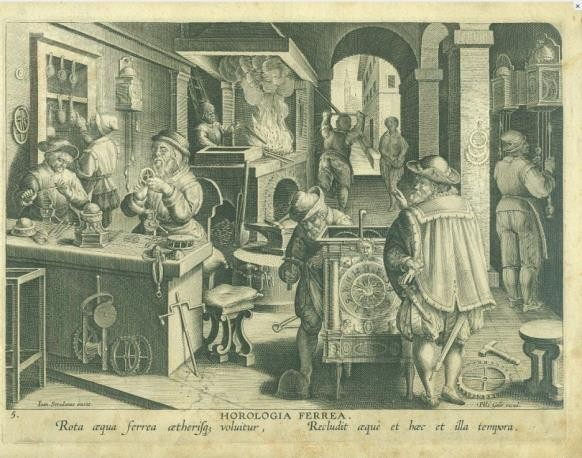 Ioan. Stradanus invent.
Phls Galle excud.
5.
HOROLOGIA FERREA.
Rota æqua ferrea ætherisq; voluitur, Recludit æquè et hæc et illa tempora.